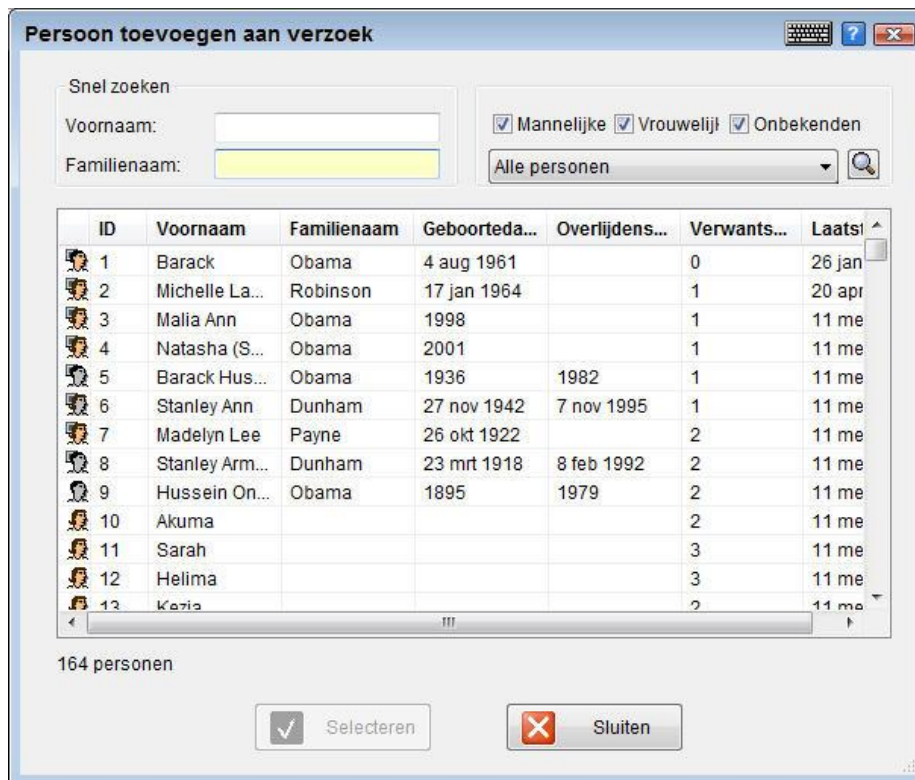 Persoon toevoegen aan verzoek
Snel zoeken
Voornaam:
Familienaam:
Mannelijke Vrouwelijk Onbekenden
Alle personen
ID Voornaam Familienaam Geboorteda... Overlijdens... Verwants... Laatst
1 Barack Obama 4 aug 1961 0 26 jan
2 Michelle La... Robinson 17 jan 1964 1 20 apr
3 Malia Ann Obama 1998 1 11 me
4 Natasha (S... Obama 2001 1 11 me
5 Barack Hus... Obama 1936 1982 1 11 me
6 Stanley Ann Dunham 27 nov 1942 7 nov 1995 1 11 me
7 Madelyn Lee Payne 26 okt 1922 2 11 me
8 Stanley Arm... Dunham 23 mrt 1918 8 feb 1992 2 11 me
9 Hussein On... Obama 1895 1979 2 11 me
10 Akuma 2 11 me
11 Sarah 3 11 me
12 Helima 3 11 me
13 Kezia 2 11 me
164 personen
Selecteren Sluiten